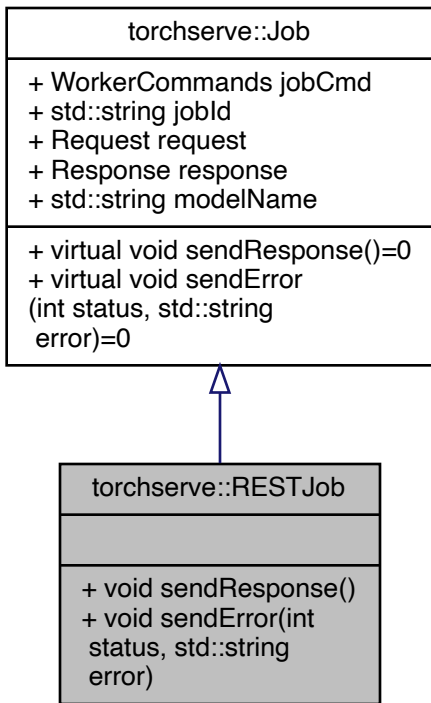 torchserve::Job
+ WorkerCommands jobCmd
+ std::string jobId
+ Request request
+ Response response
+ std::string modelName
+ virtual void sendResponse()=0
+ virtual void sendError
(int status, std::string
error)=0
torchserve::RESTJob
+ void sendResponse()
+ void sendError(int
status, std::string
error)